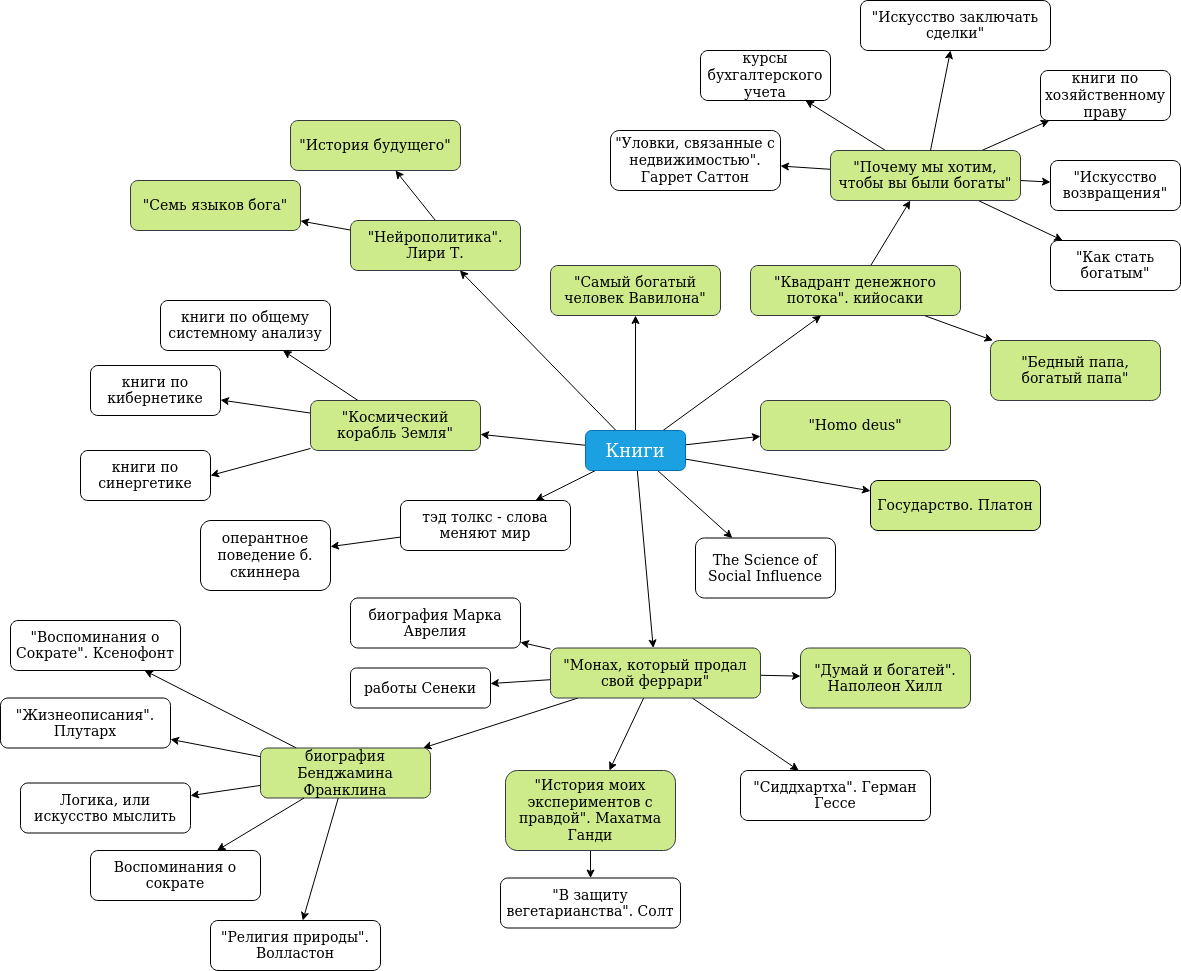 "Искусство заключать
сделки"
курсы
бухгалтерского
учета
книги по
хозяйственному
праву
"Уловки, связанные с
недвижимостью".
Гаррет Саттон
"Почему мы хотим,
чтобы вы были богаты"
"Искусство
возвращения"
"Как стать
богатым"
"История будущего"
"Семь языков бога"
"Нейрополитика".
Лири Т.
"Самый богатый
человек Вавилона"
"Квадрант денежного
потока". кийосаки
"Бедный папа,
богатый папа"
книги по общему
системному анализу
книги по
кибернетике
"Космический
корабль Земля"
книги по
синергетике
Книги
"Homo deus"
Государство. Платон
тэд толкс - слова
меняют мир
оперантное
поведение б.
скиннера
The Science of
Social Influence
биография Марка
Аврелия
работы Сенеки
"Монах, который продал
свой феррари"
"Думай и богатей".
Наполеон Хилл
"Воспоминания о
Сократе". Ксенофонт
"Жизнеописания".
Плутарх
биография
Бенджамина
Франклина
Логика, или
искусство мыслить
Воспоминания о
сократе
"Религия природы".
Волластон
"История моих
экспериментов с
правдой". Махатма
Ганди
"Сиддхартха". Герман
Гессе
"В защиту
вегетарианства". Солт